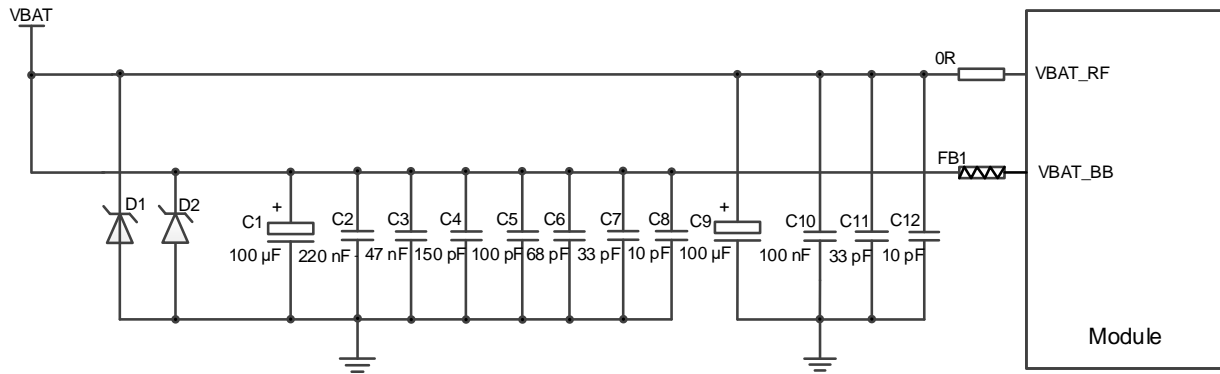 VBAT
0R
VBAT_RF
FB1
VBAT_BB
D1
D2
+
C1
100 µF
C2
220 nF
C3
47 nF
C4
150 pF
C5
100 pF
C6
68 pF
C7
33 pF
C8
10 pF
+
C9
100 µF
C10
100 nF
C11
33 pF
C12
10 pF
Module